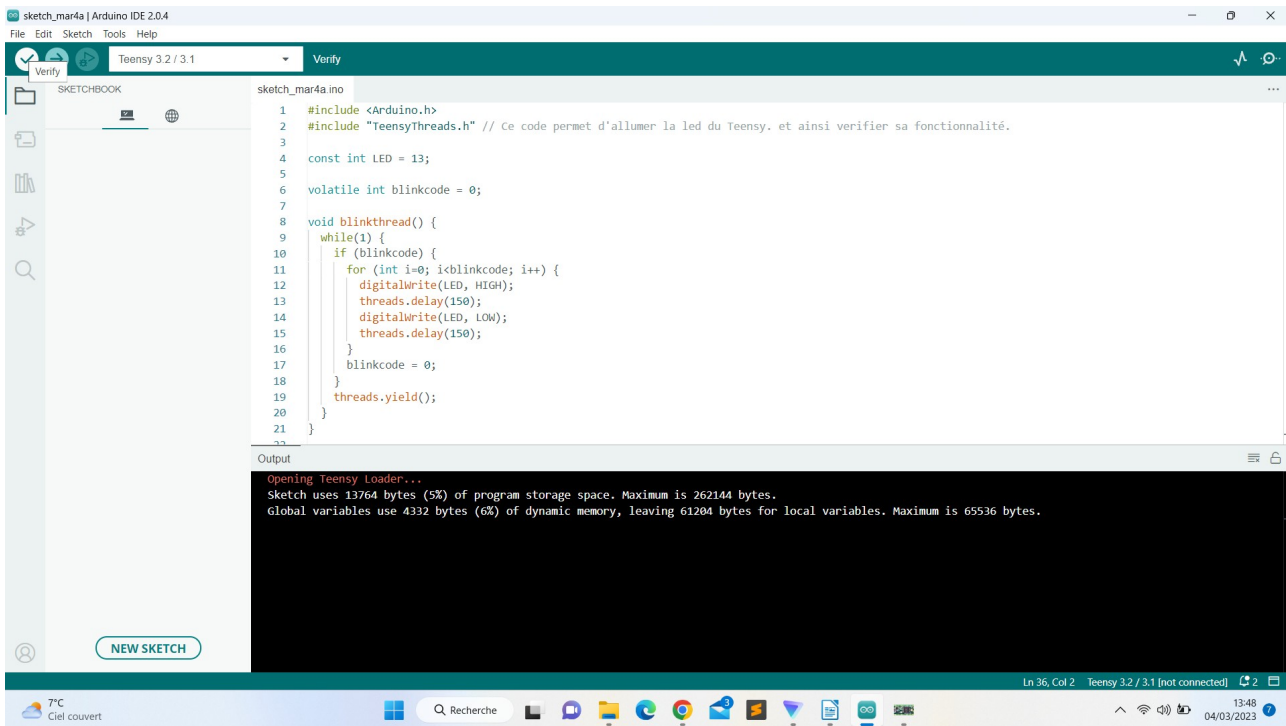 sketch_mar4a | Arduino IDE 2.0.4
File Edit Sketch Tools Help
Teensy 3.2 / 3.1
Verify
Verify
SKETCHBOOK
sketch_mar4a.ino
1 #include <Arduino.h>
2 #include "TeensyThreads.h" // Ce code permet d'allumer la led du Teensy. et ainsi verifier sa fonctionnalité.
3
4 const int LED = 13;
5
6 volatile int blinkcode = 0;
7
8 void blinkthread() {
9 while(1) {
10 if (blinkcode) {
11 for (int i=0; i<blinkcode; i++) {
12 digitalWrite(LED, HIGH);
13 threads.delay(150);
14 digitalWrite(LED, LOW);
15 threads.delay(150);
16 }
17 blinkcode = 0;
18 }
19 threads.yield();
20 }
21 }
22
Output
Opening Teensy Loader...
Sketch uses 13764 bytes (5%) of program storage space. Maximum is 262144 bytes.
Global variables use 4332 bytes (6%) of dynamic memory, leaving 61204 bytes for local variables. Maximum is 65536 bytes.
NEW SKETCH
Ln 36, Col 2 Teensy 3.2 / 3.1 [not connected] 2
7°C
Ciel couvert
Recherche
3
13:48
04/03/2023
7